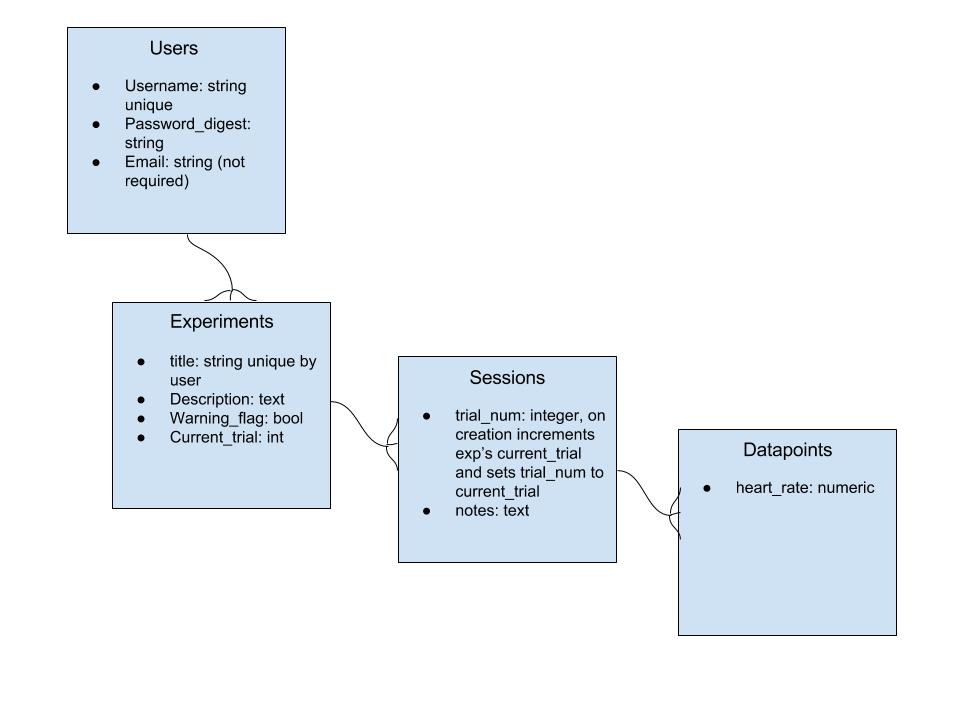 Users
● Username: string
unique
● Password_digest:
string
● Email: string (not
required)
Experiments
● title: string unique by
user
● Description: text
● Warning_flag: bool
● Current_trial: int
Sessions
● trial_num: integer, on
creation increments
exp's current_trial
and sets trial_num to
current_trial
● notes: text
Datapoints
● heart_rate: numeric